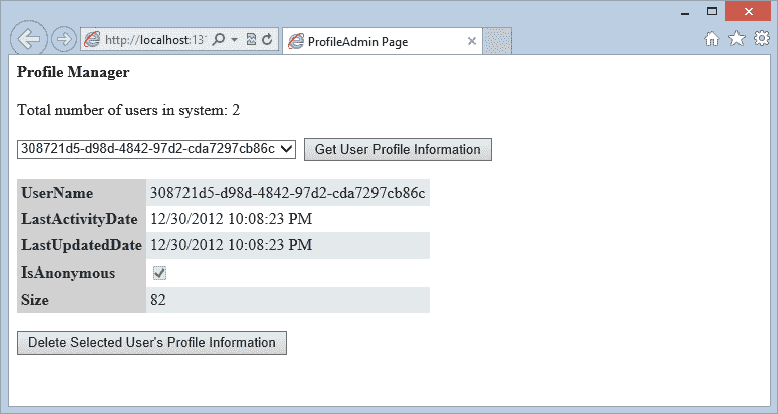 http://localhost:131
ProfileAdmin Page
Profile Manager
Total number of users in system: 2
308721d5-d98d-4842-97d2-cda7297cb86c Get User Profile Information
UserName 308721d5-d98d-4842-97d2-cda7297cb86c
LastActivityDate 12/30/2012 10:08:23 PM
LastUpdatedDate 12/30/2012 10:08:23 PM
IsAnonymous
Size 82
Delete Selected User's Profile Information